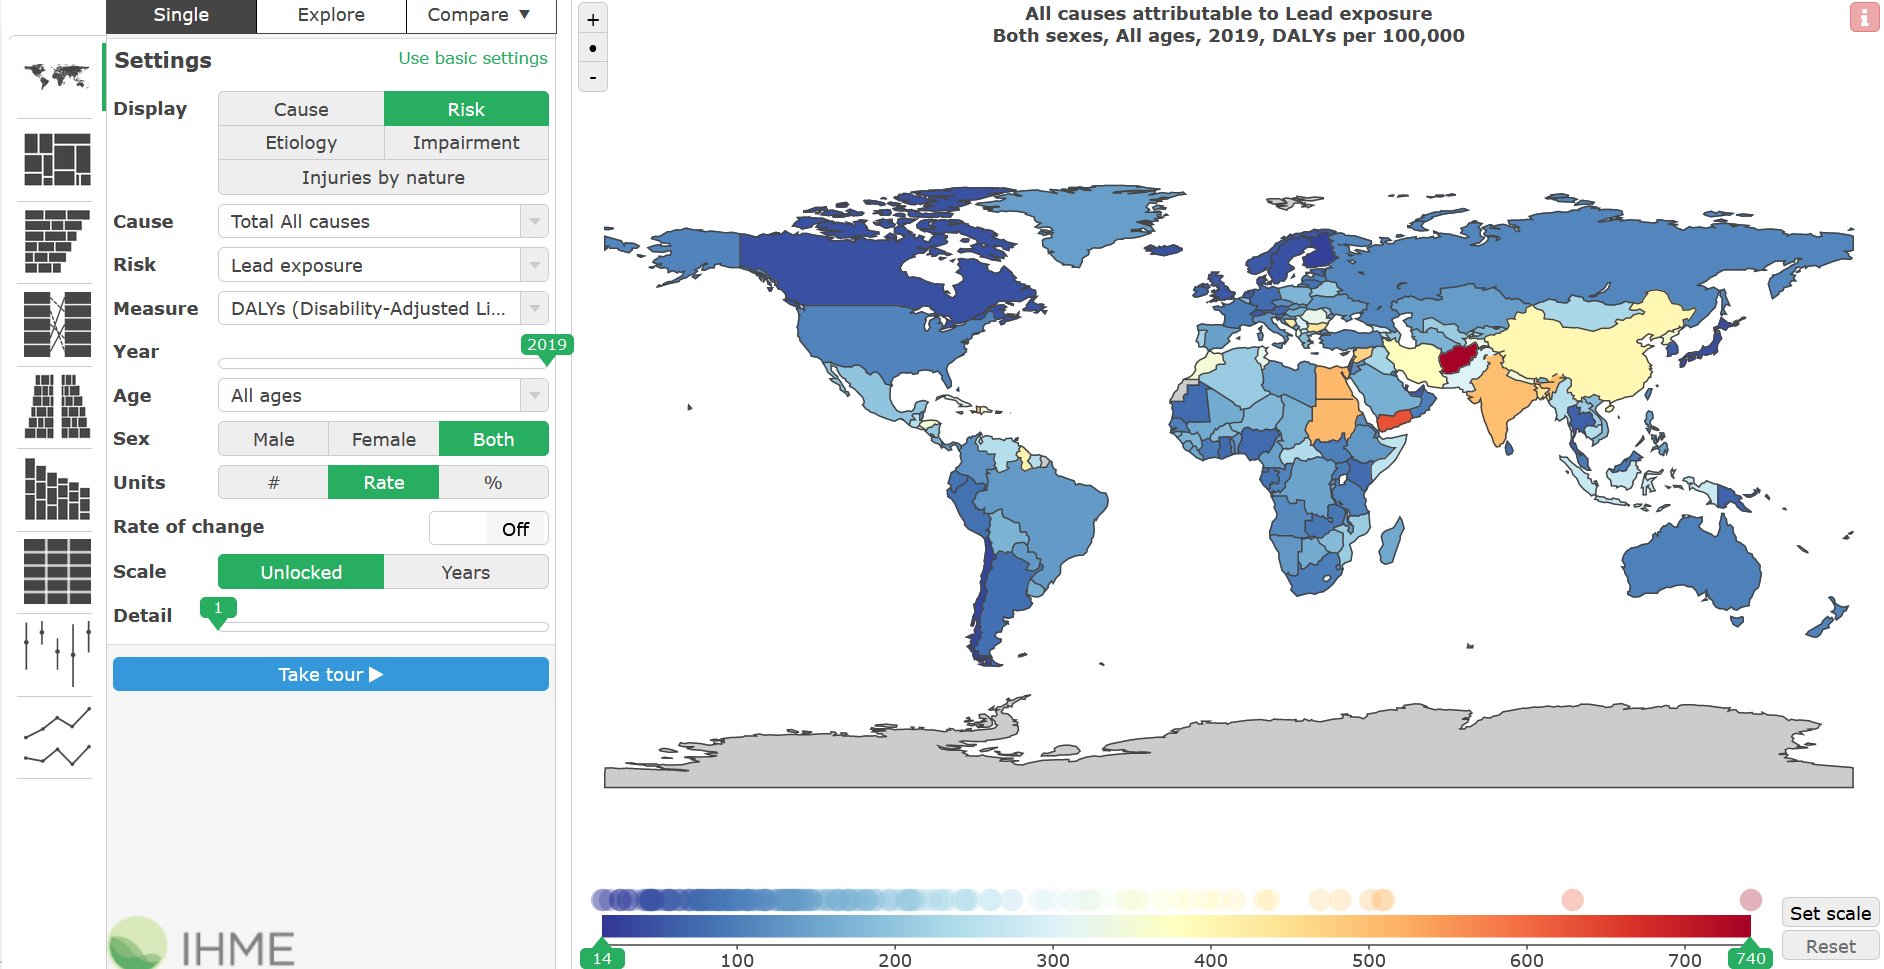 Single
Explore
Compare ▼
Settings
Use basic settings
Display
Cause
Risk
Etiology
Impairment
Injuries by nature
Cause
Total All causes
Risk
Lead exposure
Measure
DALYs (Disability-Adjusted Li...
Year
2019
Age
All ages
Sex
Male
Female
Both
Units
#
Rate
%
Rate of change
Off
Scale
Unlocked
Years
Detail
1
Take tour ▶
IHME
+
•
-
All causes attributable to Lead exposure
Both sexes, All ages, 2019, DALYs per 100,000
i
14
100
200
300
400
500
600
700
740
Set scale
Reset